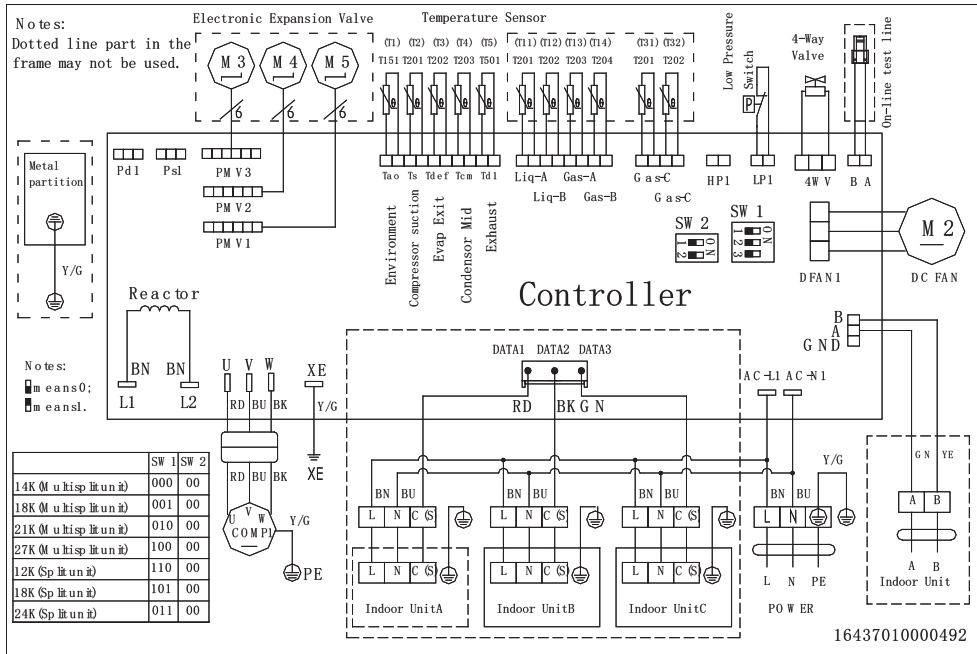 Notes:
Dotted line part in the
frame may not be used.
Electronic Expansion Valve
M 3
M 4
M 5
6
6
6
PMV3
PMV2
PMV1
Temperature Sensor
(T1) (T2) (T3) (T4) (T5)
T151 T201 T202 T203 T501
(T11) (T12) (T13) (T14)
T201 T202 T203 T204
(T31) (T32)
T201 T202
θ θ θ θ θ θ θ θ θ θ θ
Tao Ts Tdef Tcm Td1
Environment
Compressor suction
Evap Exit
Condensor Mid
Exhaust
Liq-A Gas-A
Liq-B Gas-B
Gas-C
Gas-C
Low Pressure
Switch
P
HP1
LP1
4-Way
Valve
4WV
On-line test line
B A
Metal
partition
Y/G
Pd1
Ps1
SW 2
1 2
ON
SW 1
1 2 3
ON
DFAN1
M 2
DC FAN
Controller
Reactor
BN BN
L1 L2
Notes:
means0;
means1.
U V W
RD BU BK
RD BU BK
U V W
COMP1
Y/G
PE
XE
Y/G
XE
DATA1 DATA2 DATA3
RD BK GN
B
A
GND
AC-L1 AC-N1
BN BU
BN BU
BN BU
BN BU
Y/G
L N C(S)
L N C(S)
L N C(S)
L N
L N C(S)
L N C(S)
L N C(S)
Indoor UnitA
Indoor UnitB
Indoor UnitC
L N PE
POWER
GN YE
A B
A B
Indoor Unit
SW 1 SW 2
14K(Multisplitunit) 000 00
18K(Multisplitunit) 001 00
21K(Multisplitunit) 010 00
27K(Multisplitunit) 100 00
12K(Splitunit) 110 00
18K(Splitunit) 101 00
24K(Splitunit) 011 00
16437010000492